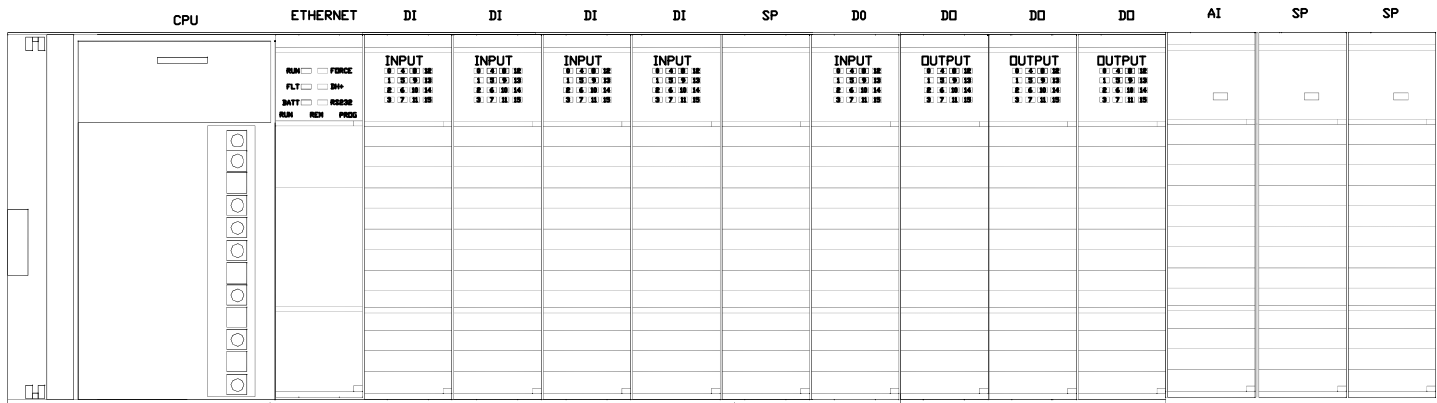 CPU ETHERNET DI DI DI DI SP DO DO DO DO AI SP SP
INPUT INPUT INPUT INPUT INPUT OUTPUT OUTPUT OUTPUT
RUN FORCE 0 4 8 12 0 4 8 12 0 4 8 12 0 4 8 12 0 4 8 12 0 4 8 12 0 4 8 12 0 4 8 12
FLT DH+ 1 5 9 13 1 5 9 13 1 5 9 13 1 5 9 13 1 5 9 13 1 5 9 13 1 5 9 13 1 5 9 13
2 6 10 14 2 6 10 14 2 6 10 14 2 6 10 14 2 6 10 14 2 6 10 14 2 6 10 14 2 6 10 14
BATT RS232 3 7 11 15 3 7 11 15 3 7 11 15 3 7 11 15 3 7 11 15 3 7 11 15 3 7 11 15 3 7 11 15
RUN REM PROG